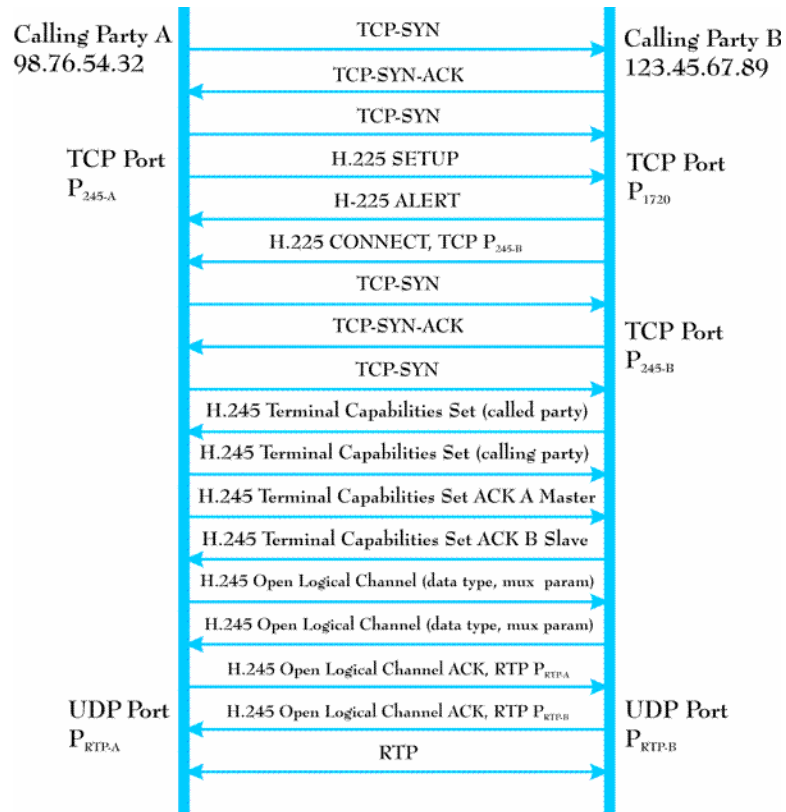 Calling Party A
98.76.54.32
Calling Party B
123.45.67.89
TCP-SYN
TCP-SYN-ACK
TCP-SYN
TCP Port
P245-A
TCP Port
P1720
H.225 SETUP
H-225 ALERT
H.225 CONNECT, TCP P245-B
TCP-SYN
TCP-SYN-ACK
TCP Port
P245-B
TCP-SYN
H.245 Terminal Capabilities Set (called party)
H.245 Terminal Capabilities Set (calling party)
H.245 Terminal Capabilities Set ACK A Master
H.245 Terminal Capabilities Set ACK B Slave
H.245 Open Logical Channel (data type, mux param)
H.245 Open Logical Channel (data type, mux param)
H.245 Open Logical Channel ACK, RTP PRTP-A
UDP Port
PRTP-A
H.245 Open Logical Channel ACK, RTP PRTP-B
UDP Port
PRTP-B
RTP